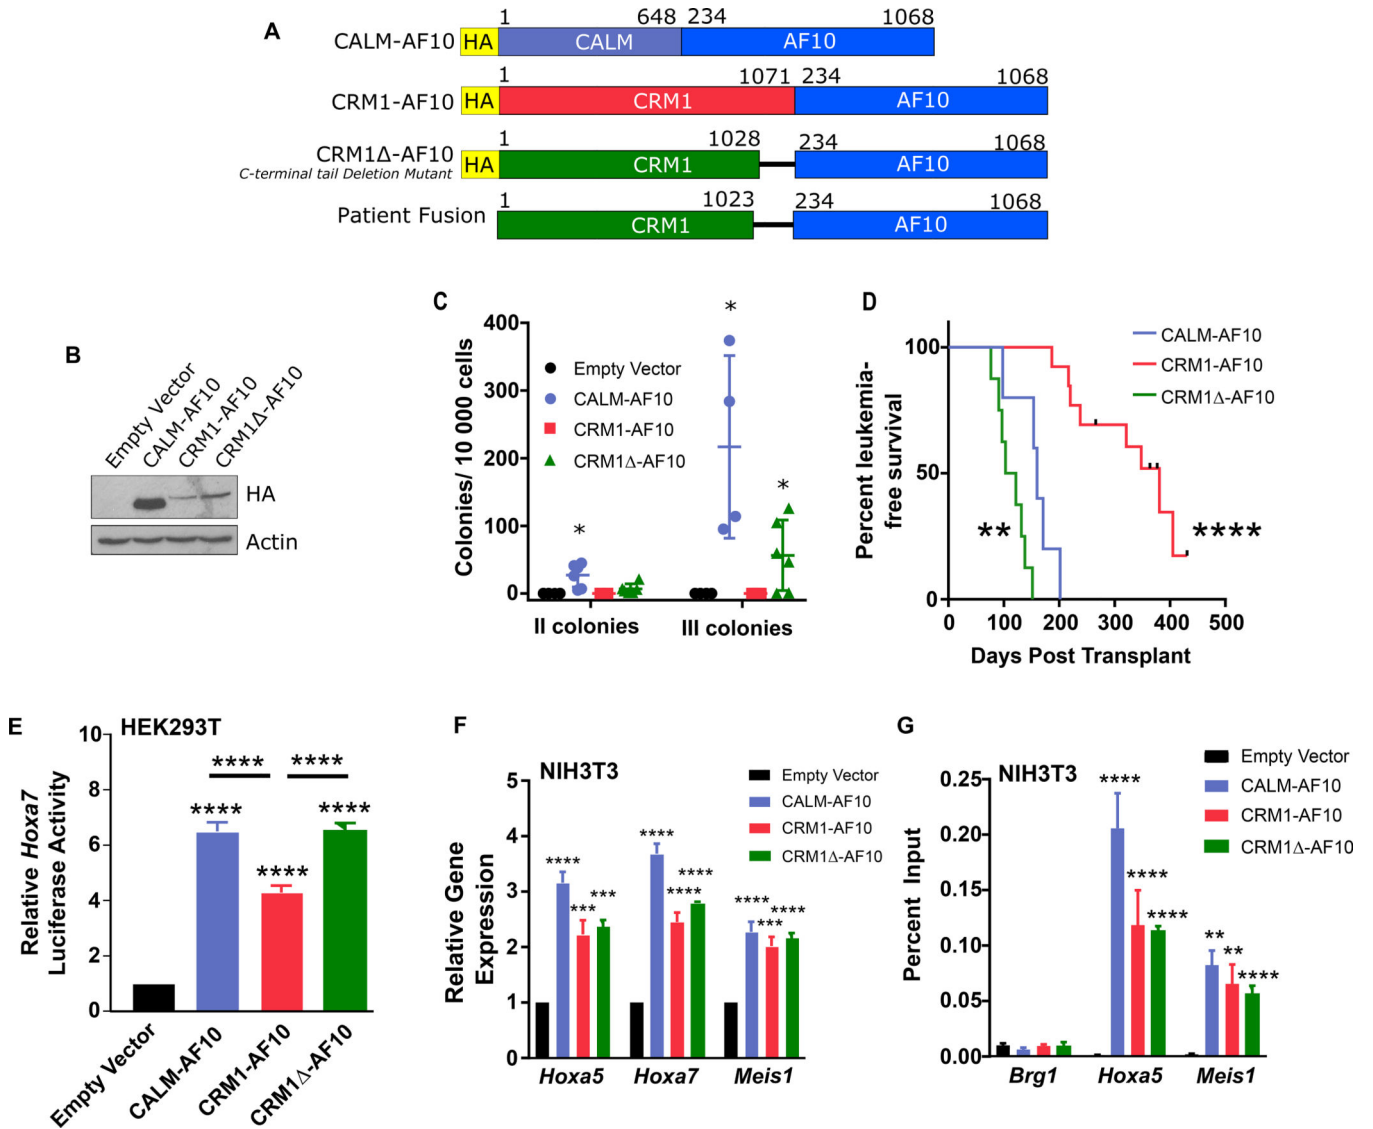 A
1 648 234 1068
CALM-AF10 HA CALM AF10
1 1071 234 1068
CRM1-AF10 HA CRM1 AF10
1 1028 234 1068
CRM1Δ-AF10 HA CRM1 AF10
C-terminal tail Deletion Mutant
1 1023 234 1068
Patient Fusion CRM1 AF10
B
Empty Vector
CALM-AF10
CRM1-AF10
CRM1Δ-AF10
HA
Actin
C
Colonies/ 10 000 cells
400
300
200
100
0
Empty Vector
CALM-AF10
CRM1-AF10
CRM1Δ-AF10
*
*
*
II colonies III colonies
D
Percent leukemia-
free survival
100
50
0
CALM-AF10
CRM1-AF10
CRM1Δ-AF10
** ****
0 100 200 300 400 500
Days Post Transplant
E
HEK293T
Relative Hoxa7
Luciferase Activity
10
8
6
4
2
0
**** ****
**** **** ****
Empty Vector
CALM-AF10
CRM1-AF10
CRM1Δ-AF10
F
NIH3T3
Relative Gene
Expression
5
4
3
2
1
0
Empty Vector
CALM-AF10
CRM1-AF10
CRM1Δ-AF10
**** *** ***
**** **** ****
**** *** ****
Hoxa5 Hoxa7 Meis1
G
NIH3T3
Percent Input
0.25
0.20
0.15
0.10
0.05
0.00
Empty Vector
CALM-AF10
CRM1-AF10
CRM1Δ-AF10
**** **** ****
** ** ****
Brg1 Hoxa5 Meis1